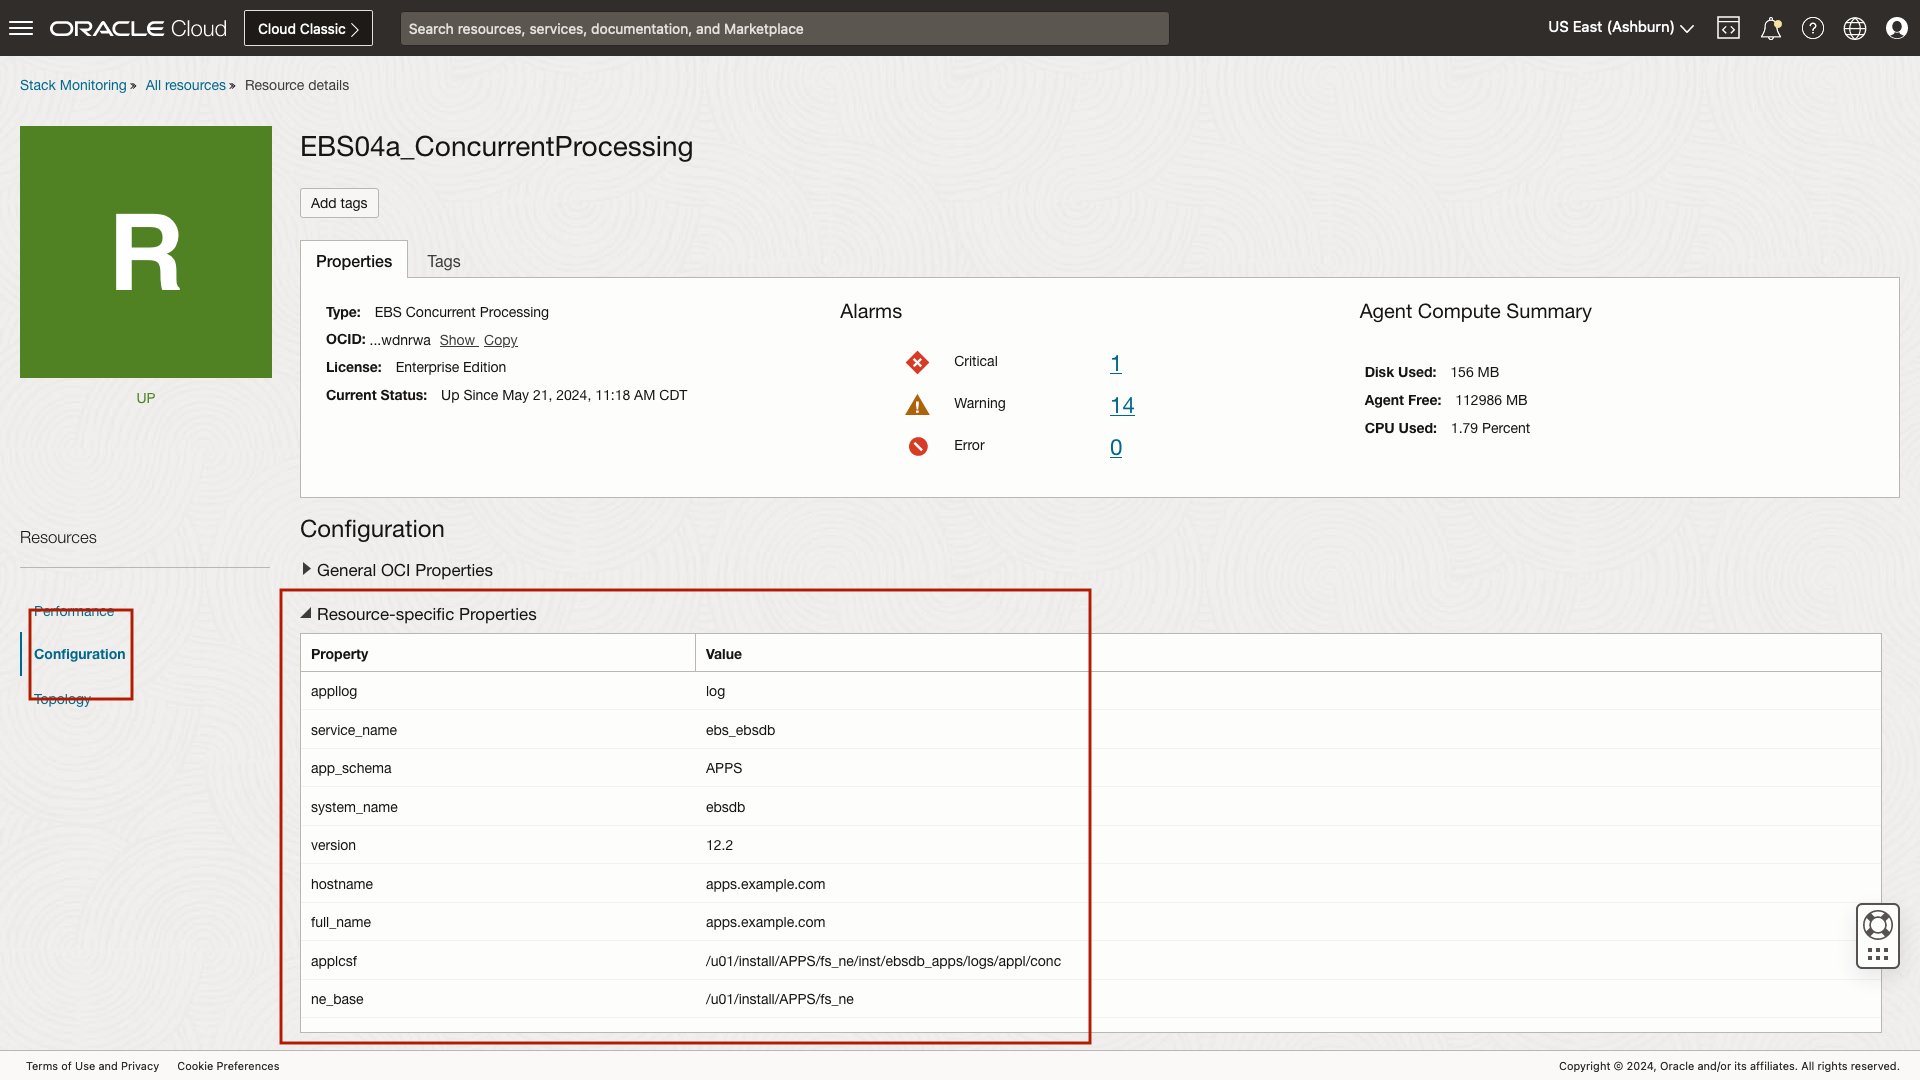 ORACLE Cloud
Cloud Classic
Search resources, services, documentation, and Marketplace
US East (Ashburn)
Stack Monitoring » All resources » Resource details
R
UP
EBS04a_ConcurrentProcessing
Add tags
Properties
Tags
Type: EBS Concurrent Processing
OCID: ...wdnrwa Show Copy
License: Enterprise Edition
Current Status: Up Since May 21, 2024, 11:18 AM CDT
Alarms
Critical 1
Warning 14
Error 0
Agent Compute Summary
Disk Used: 156 MB
Agent Free: 112986 MB
CPU Used: 1.79 Percent
Resources
Performance
Configuration
Topology
Configuration
General OCI Properties
Resource-specific Properties
Property Value
appllog log
service_name ebs_ebsdb
app_schema APPS
system_name ebsdb
version 12.2
hostname apps.example.com
full_name apps.example.com
applcsf /u01/install/APPS/fs_ne/inst/ebsdb_apps/logs/appl/conc
ne_base /u01/install/APPS/fs_ne
Terms of Use and Privacy Cookie Preferences
Copyright © 2024, Oracle and/or its affiliates. All rights reserved.